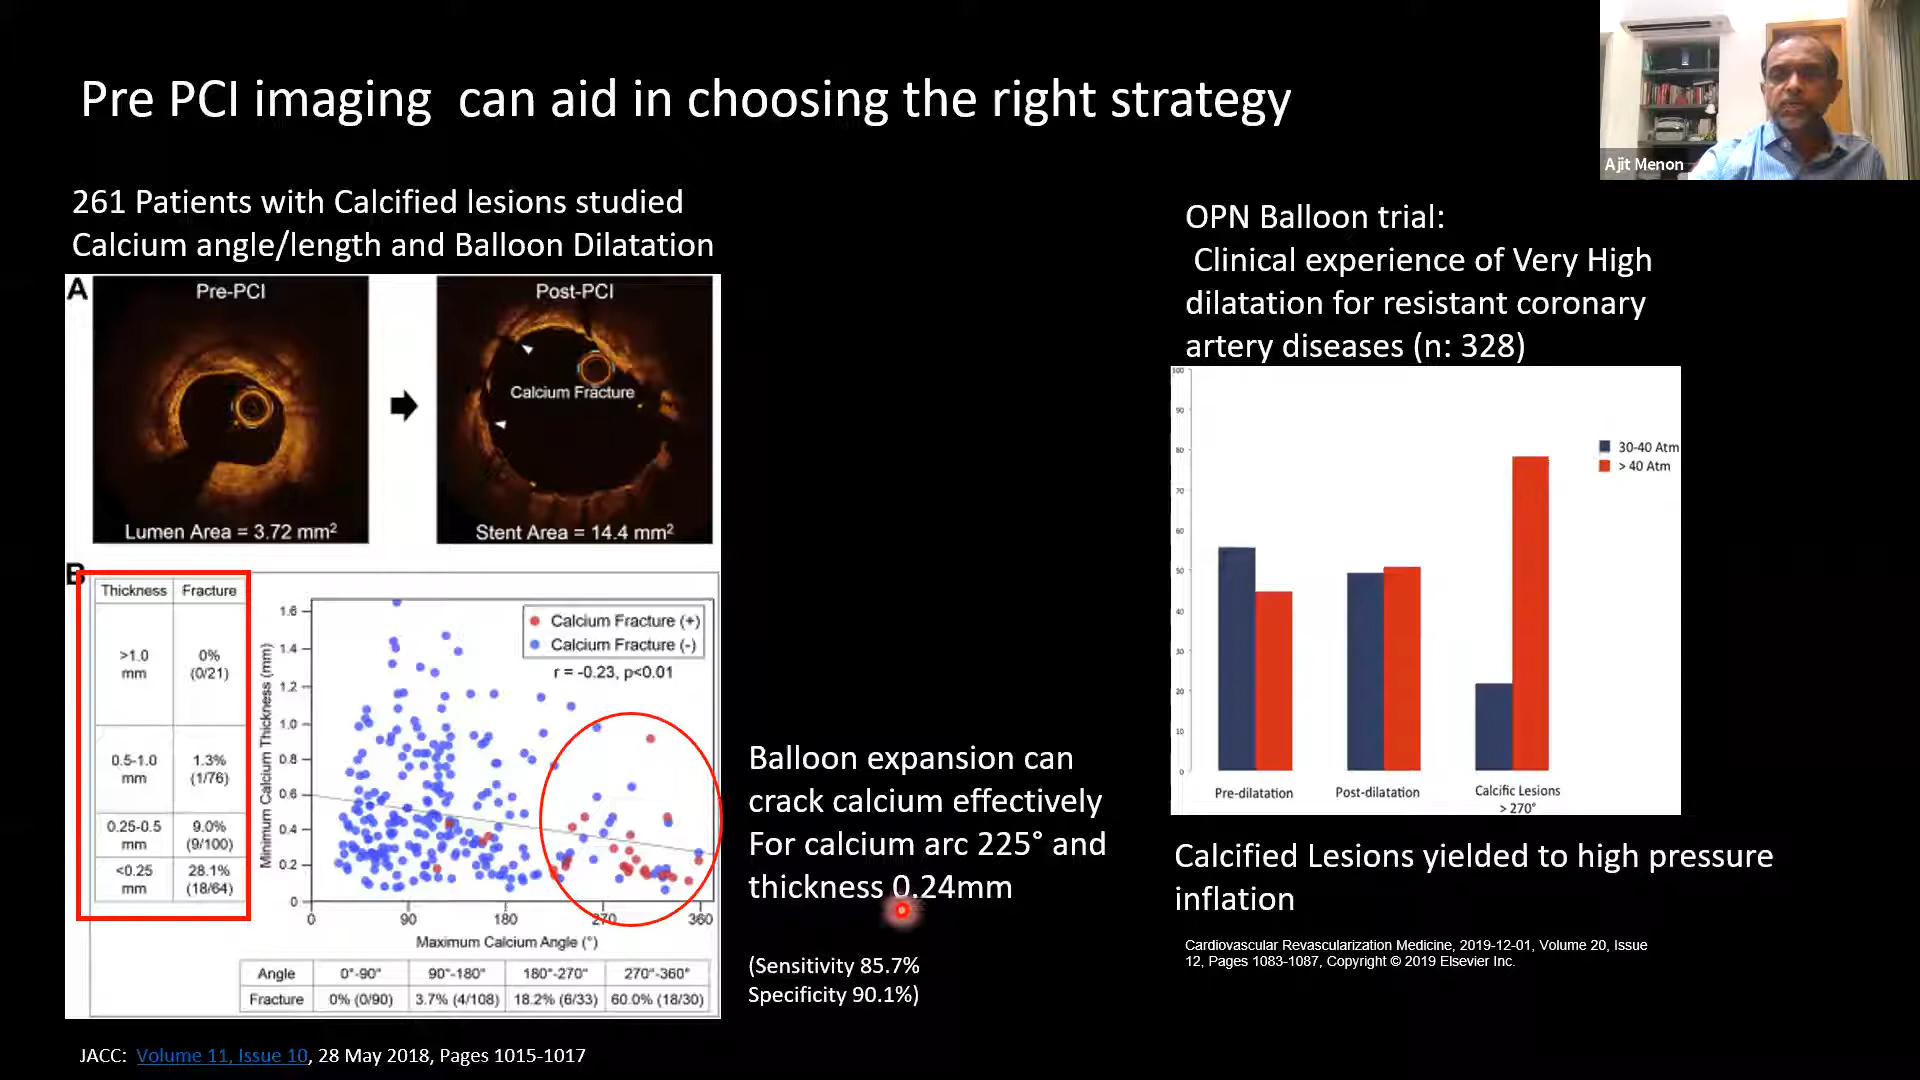 Pre PCI imaging  can aid in choosing the right strategy
Ajit Menon
261 Patients with Calcified lesions studied
Calcium angle/length and Balloon Dilatation
A
Pre-PCI
Post-PCI
Calcium Fracture
Lumen Area = 3.72 mm²
Stent Area = 14.4 mm²
B
Thickness Fracture
>1.0 mm 0% (0/21)
0.5-1.0 mm 1.3% (1/76)
0.25-0.5 mm 9.0% (9/100)
<0.25 mm 28.1% (18/64)
Minimum Calcium Thickness (mm)
1.6
1.4
1.2
1.0
0.8
0.6
0.4
0.2
0
Calcium Fracture (+)
Calcium Fracture (-)
r = -0.23, p<0.01
0 90 180 270 360
Maximum Calcium Angle (°)
Angle 0°-90° 90°-180° 180°-270° 270°-360°
Fracture 0% (0/90) 3.7% (4/108) 18.2% (6/33) 60.0% (18/30)
JACC: Volume 11, Issue 10, 28 May 2018, Pages 1015-1017
Balloon expansion can
crack calcium effectively
For calcium arc 225° and
thickness 0.24mm
(Sensitivity 85.7%
Specificity 90.1%)
OPN Balloon trial:
Clinical experience of Very High
dilatation for resistant coronary
artery diseases (n: 328)
100
90
80
70
60
50
40
30
20
10
0
30-40 Atm
> 40 Atm
Pre-dilatation
Post-dilatation
Calcific Lesions
> 270°
Calcified Lesions yielded to high pressure
inflation
Cardiovascular Revascularization Medicine, 2019-12-01, Volume 20, Issue
12, Pages 1083-1087, Copyright © 2019 Elsevier Inc.